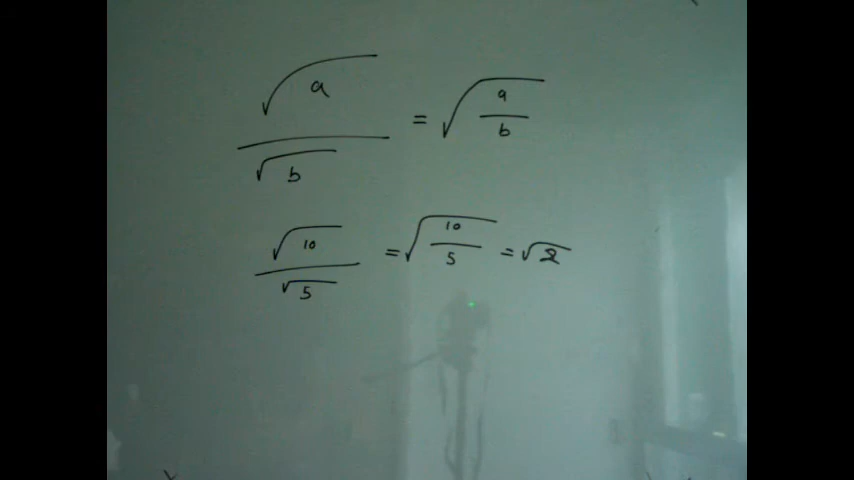 √a / √b = √(a/b)
√10 / √5 = √(10/5) = √2